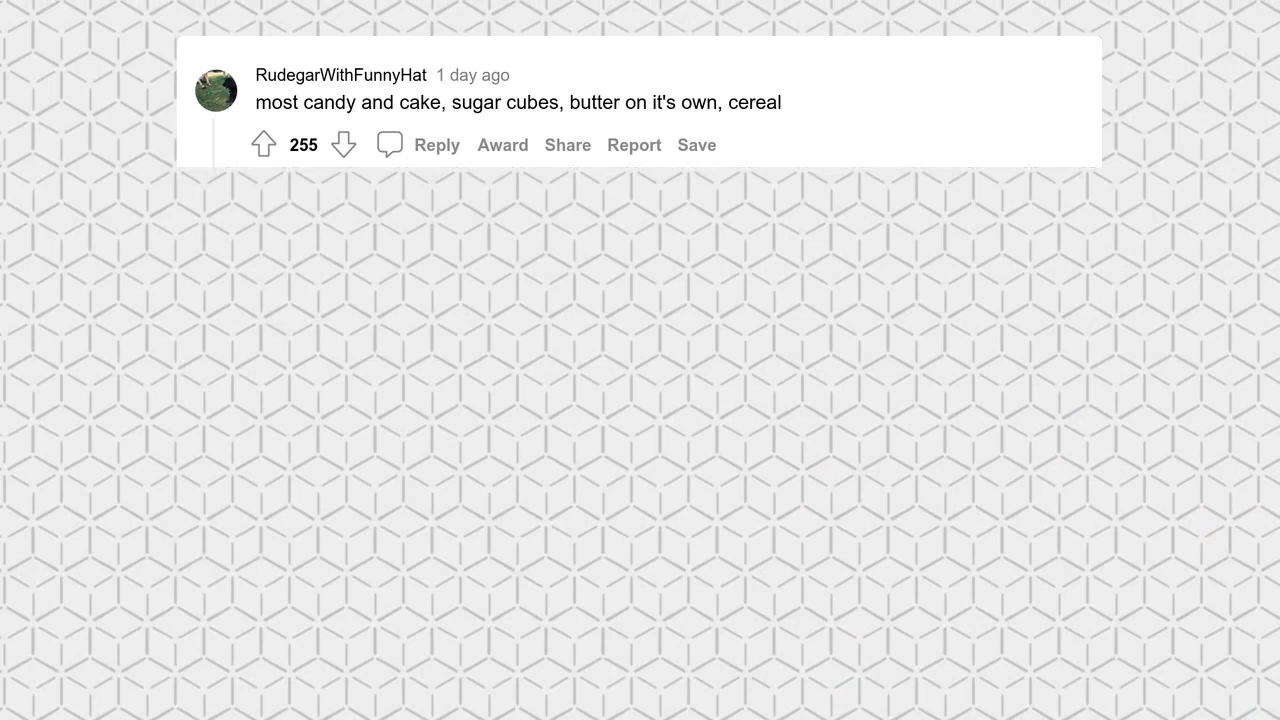 RudegarWithFunnyHat 1 day ago
most candy and cake, sugar cubes, butter on it's own, cereal
255 Reply Award Share Report Save